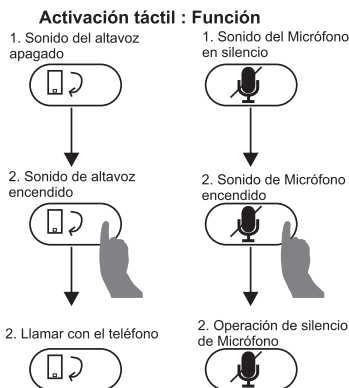 Activación táctil : Función
1. Sonido del altavoz
apagado
1. Sonido del Micrófono
en silencio
2. Sonido de altavoz
encendido
2. Sonido de Micrófono
encendido
2. Llamar con el teléfono
2. Operación de silencio
de Micrófono